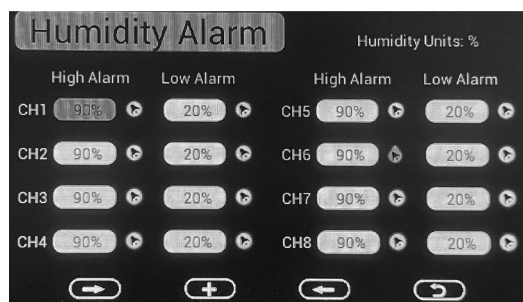 Humidity Alarm
Humidity Units: %
High Alarm Low Alarm High Alarm Low Alarm
CH1 90% 20% CH5 90% 20%
CH2 90% 20% CH6 90% 20%
CH3 90% 20% CH7 90% 20%
CH4 90% 20% CH8 90% 20%